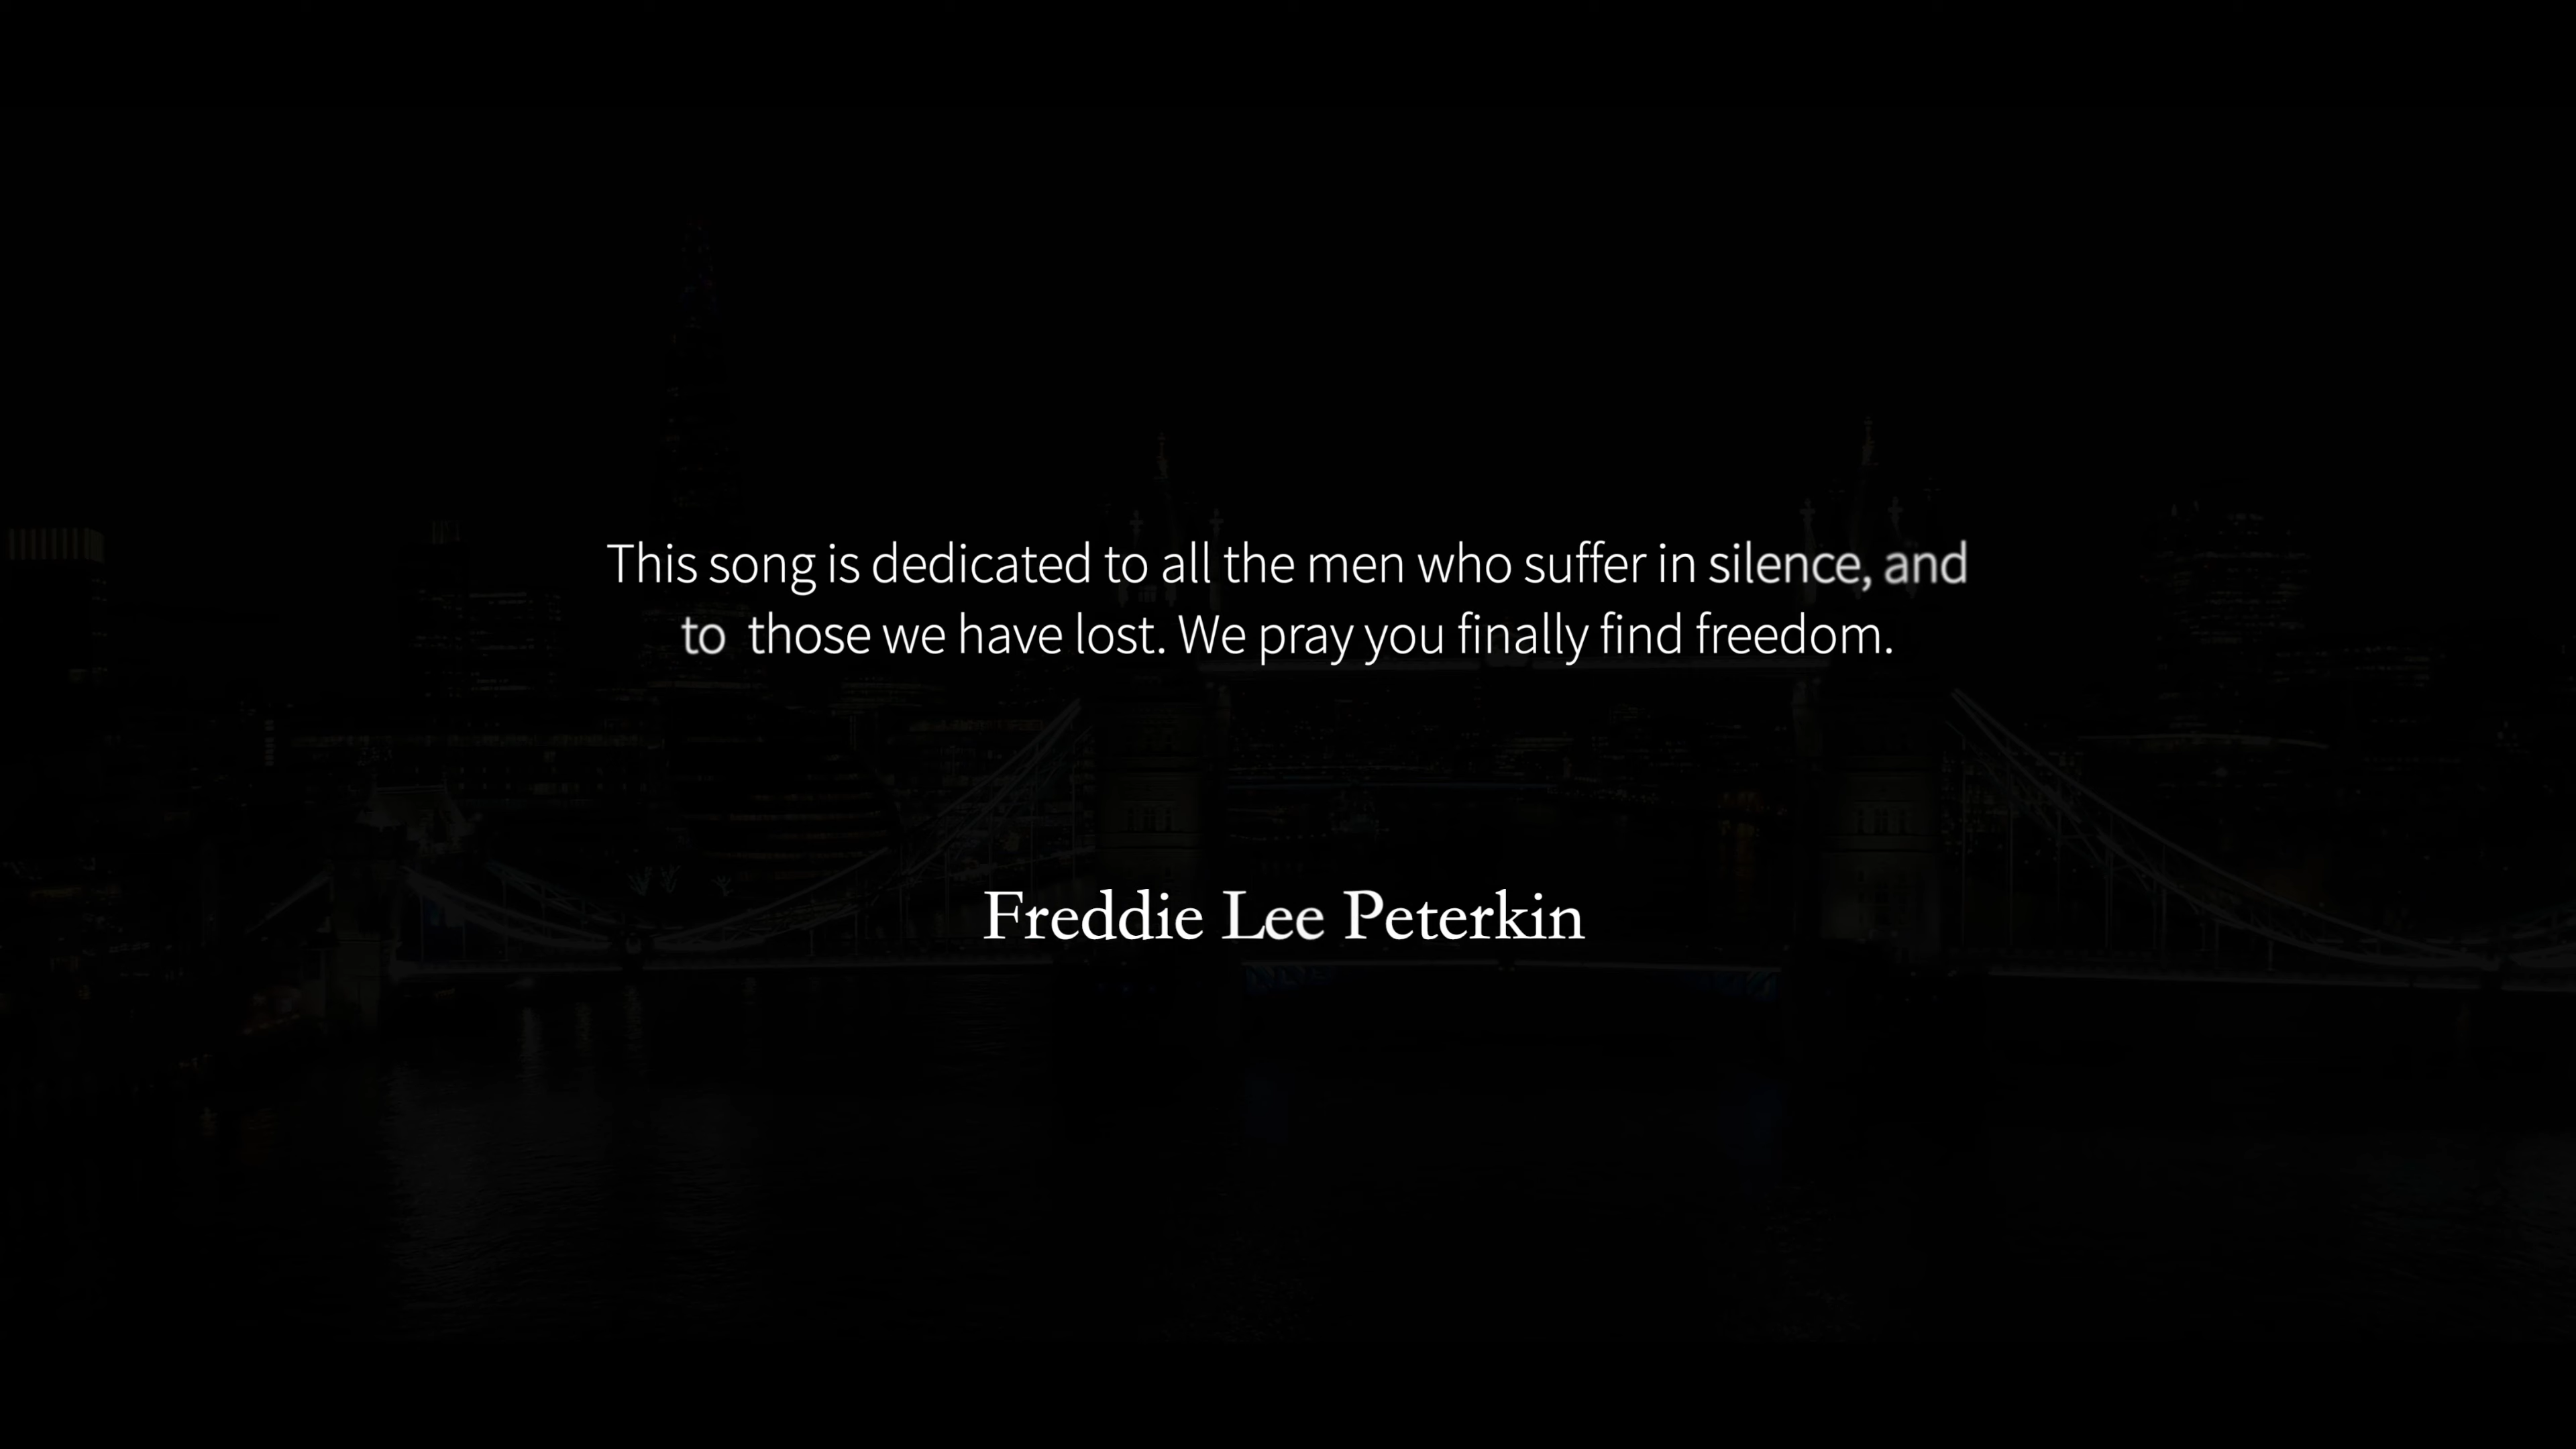 This song is dedicated to all the men who suffer in silence, and
to those we have lost. We pray you finally find freedom.
Freddie Lee Peterkin